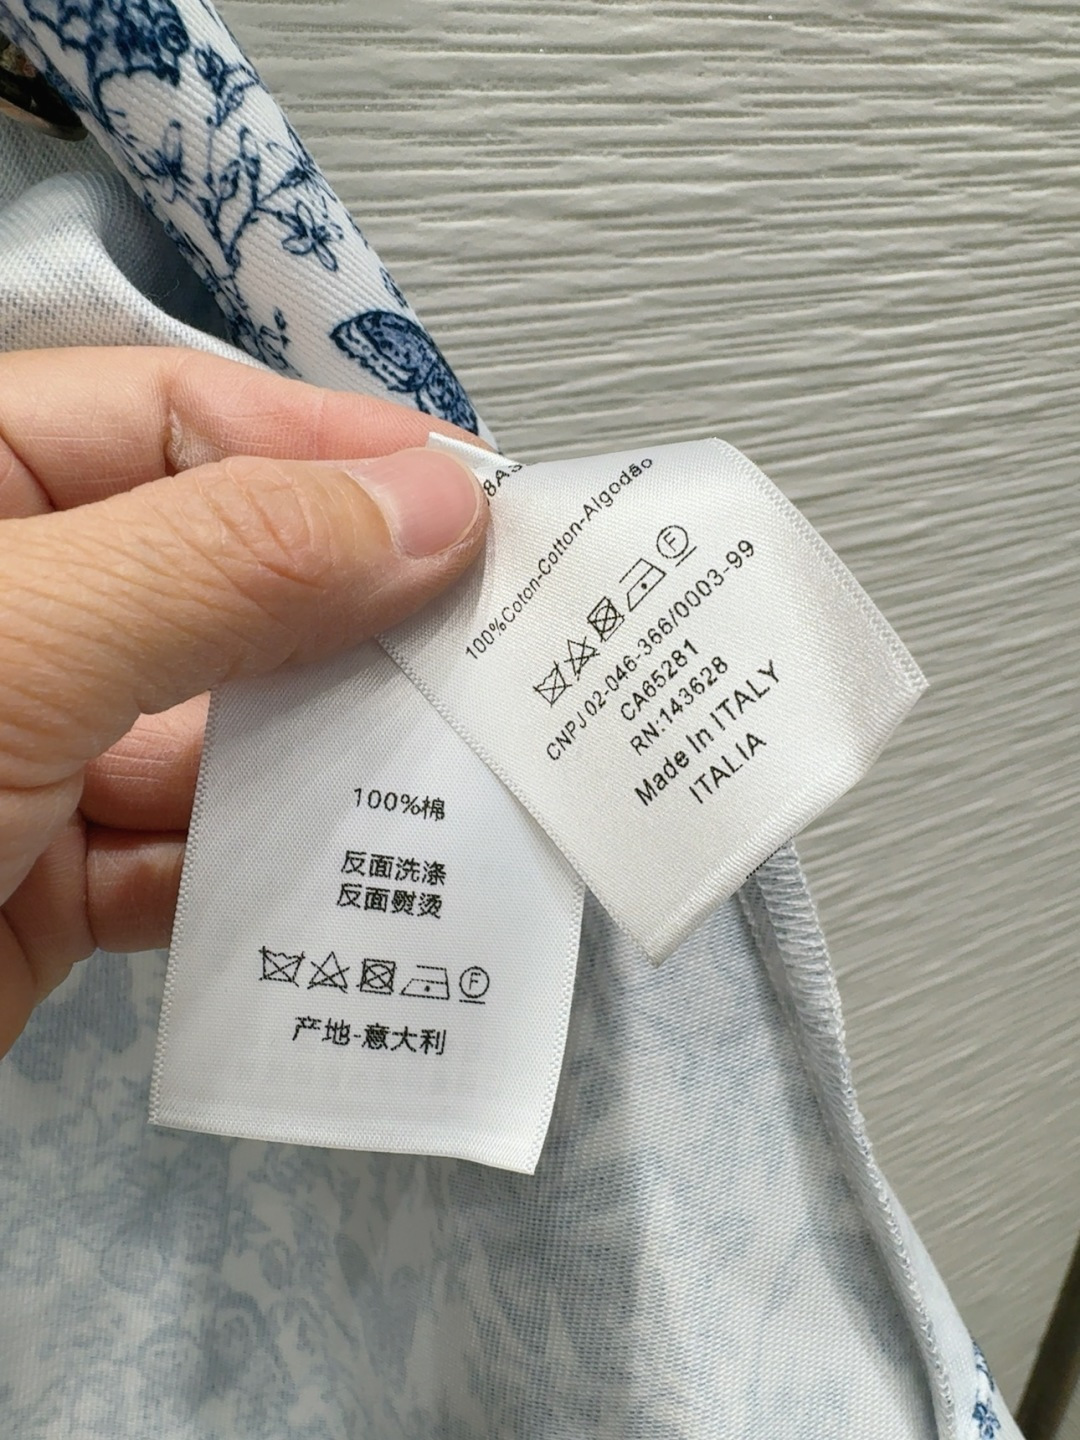 100%Coton-Cotton-Algodão
CNPJ 02-046-366/0003-99
CA65281
RN:143628
Made In ITALY
ITALIA
100%棉
反面洗涤
反面熨烫
F
产地-意大利